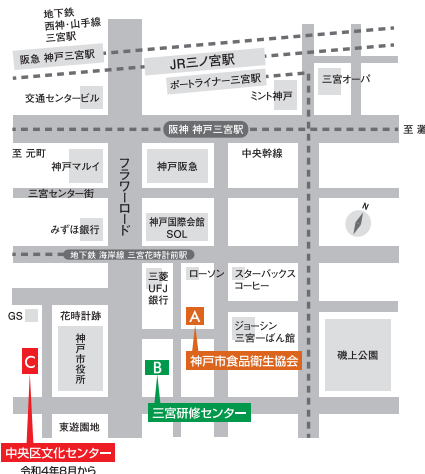 地下鉄
西神・山手線
三宮駅
阪急 神戸三宮駅
JR三ノ宮駅
ポートライナー三宮駅
三宮オーパ
交通センタービル
ミント神戸
阪神 神戸三宮駅
至 灘
至 元町
神戸マルイ
フラワーロード
神戸阪急
中央幹線
三宮センター街
みずほ銀行
神戸国際会館
SOL
N
地下鉄 海岸線 三宮花時計前駅
三菱
UFJ
銀行
ローソン
スターバックス
コーヒー
GS
花時計跡
A
ジョーシン
三宮一ばん館
神戸市役所
C
B
神戸市食品衛生協会
磯上公園
三宮研修センター
東遊園地
中央区文化センター
令和4年8月から